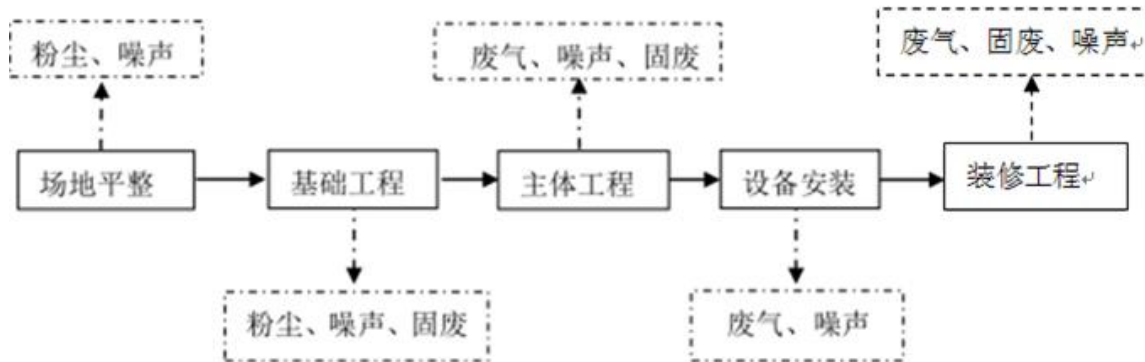 粉尘、噪声
废气、噪声、固废
废气、固废、噪声
场地平整
基础工程
主体工程
设备安装
装修工程
粉尘、噪声、固废
废气、噪声